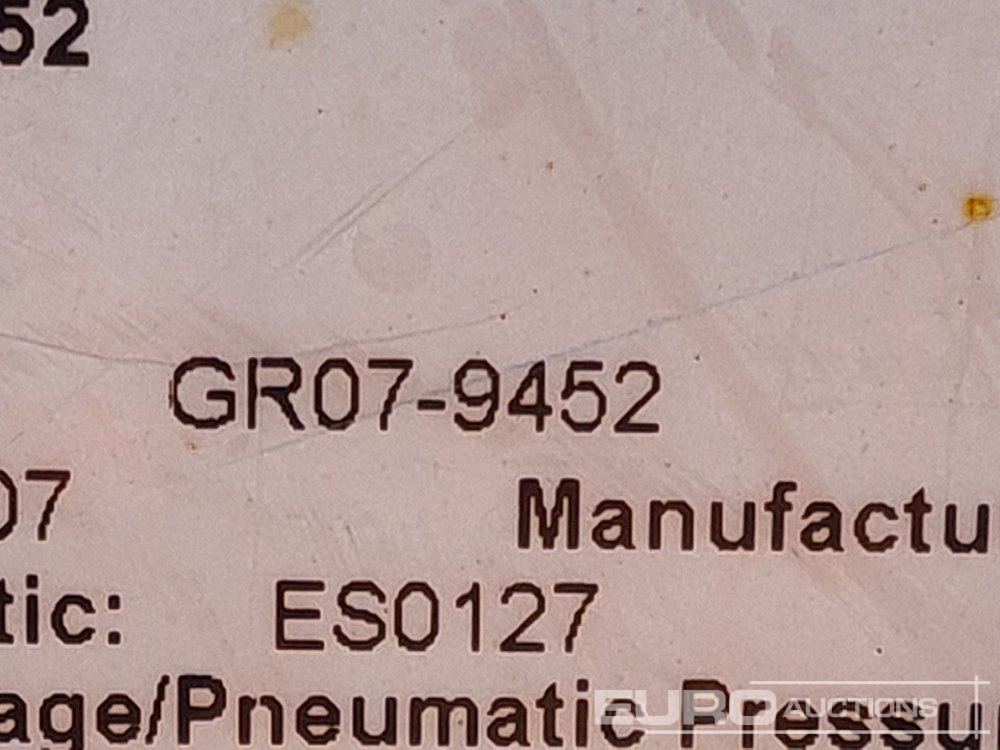 52
GR07-9452
07 Manufactu
tic: ES0127
age/Pneumatic Pressu
EURO AUCTIONS